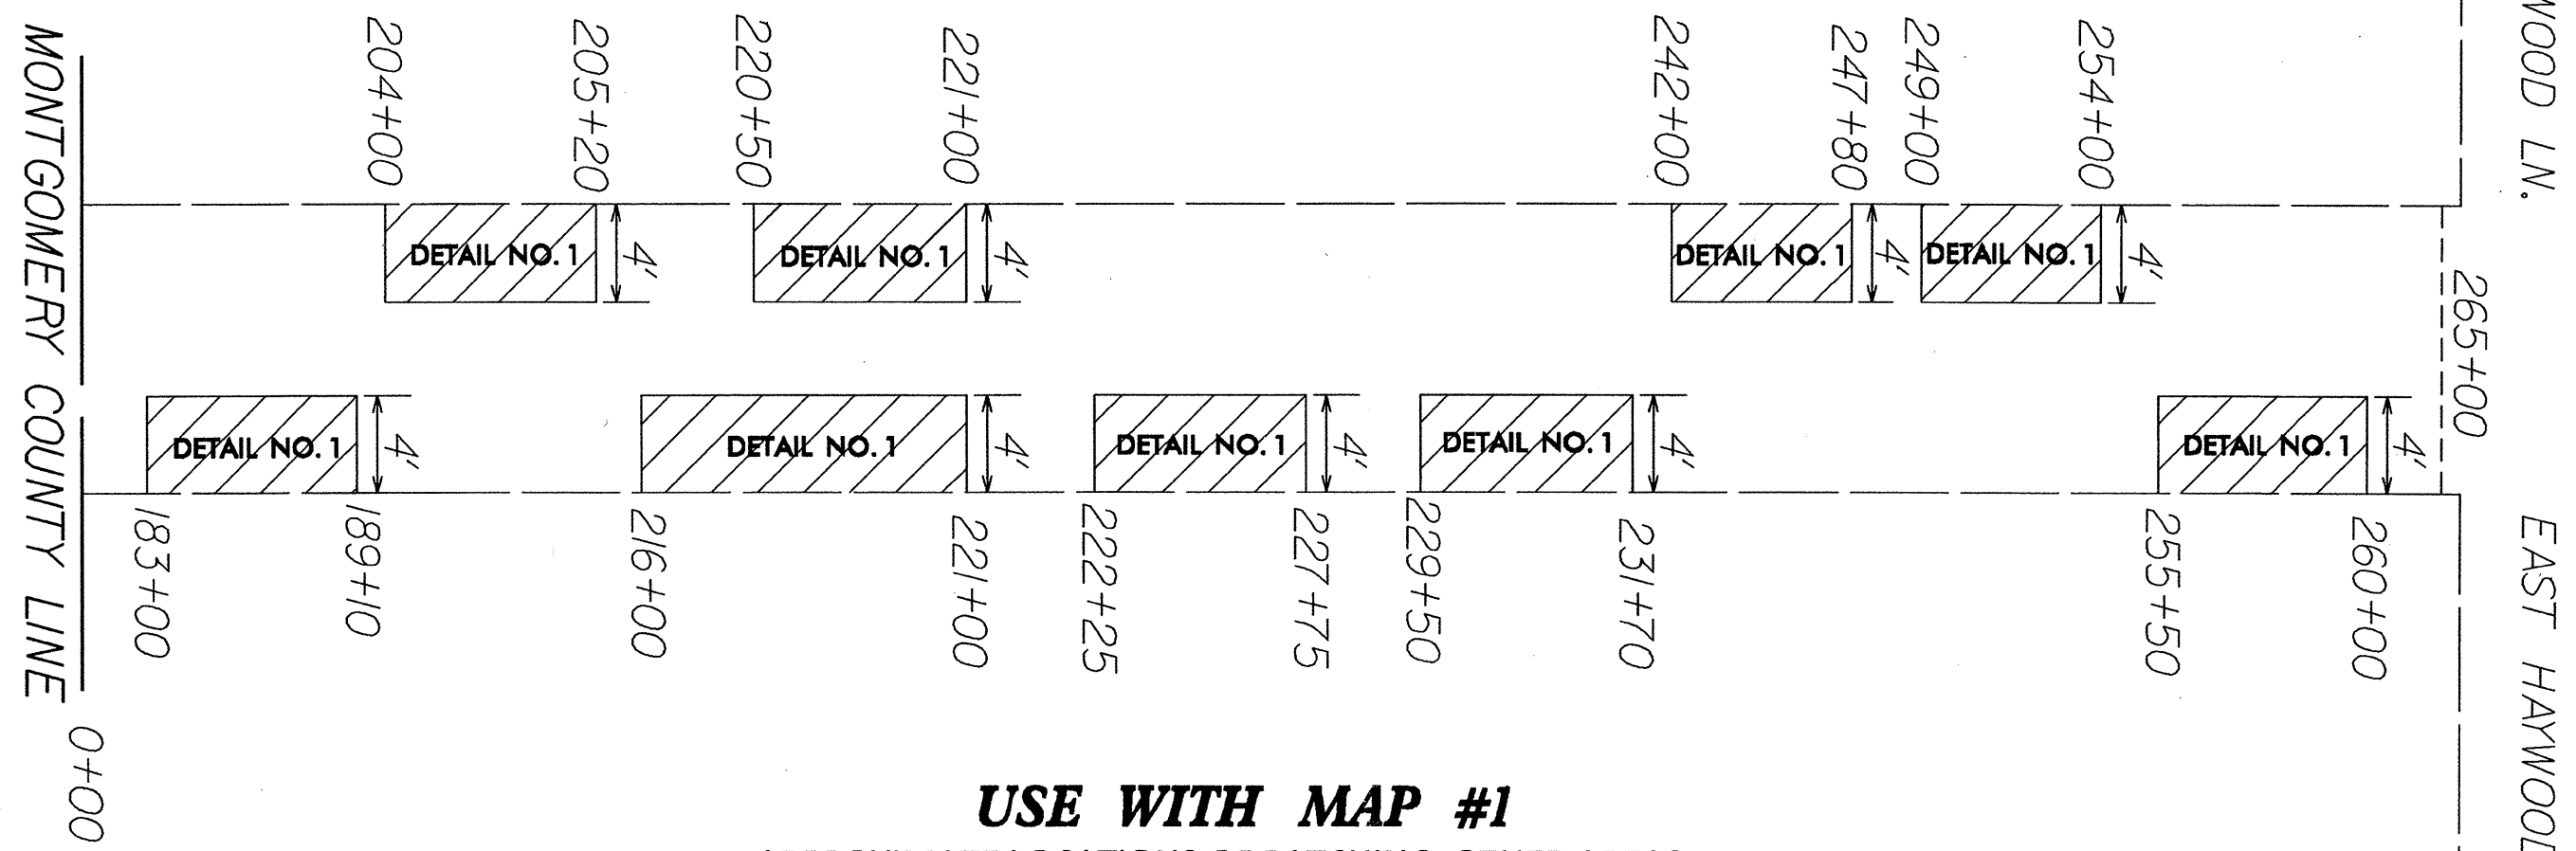 MONTGOMERY COUNTY LINE
0+00
204+00
205+20
220+50
221+00
242+00
247+80
249+00
254+00
DETAIL NO. 1
4'
DETAIL NO. 1
4'
DETAIL NO. 1
4'
DETAIL NO. 1
4'
265+00
DETAIL NO. 1
4'
DETAIL NO. 1
4'
DETAIL NO. 1
4'
DETAIL NO. 1
4'
DETAIL NO. 1
4'
183+00
189+10
216+00
221+00
222+25
227+75
229+50
231+70
255+50
260+00
LN.
EAST HAYWOOD
USE WITH MAP #1